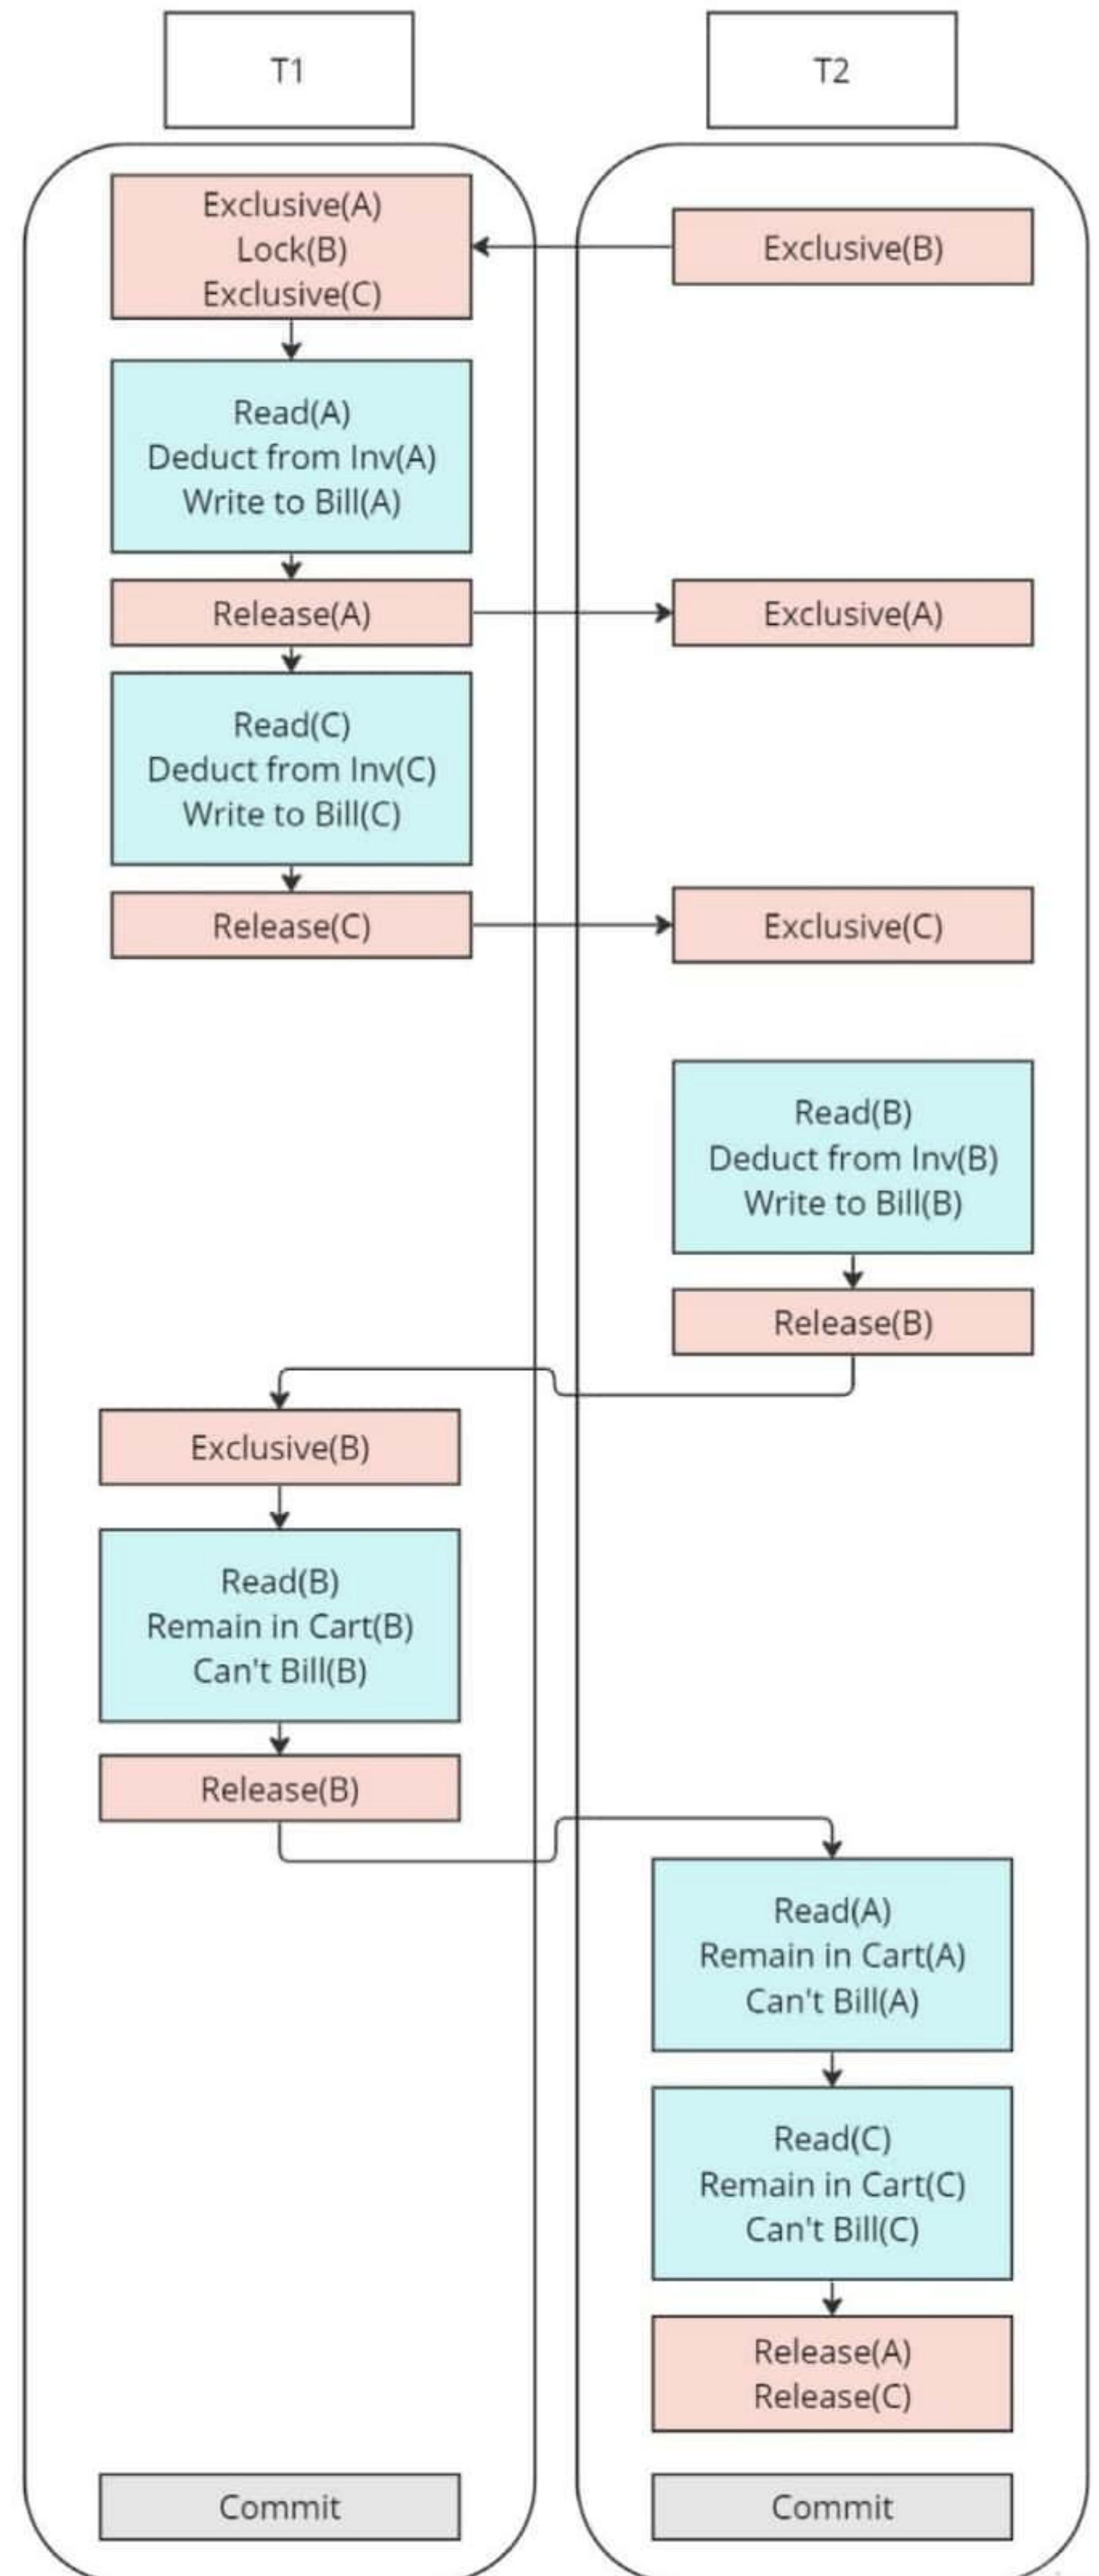 T1
T2
Exclusive(A)
Lock(B)
Exclusive(C)
Exclusive(B)
Read(A)
Deduct from Inv(A)
Write to Bill(A)
Release(A)
Exclusive(A)
Read(C)
Deduct from Inv(C)
Write to Bill(C)
Release(C)
Exclusive(C)
Read(B)
Deduct from Inv(B)
Write to Bill(B)
Release(B)
Exclusive(B)
Read(B)
Remain in Cart(B)
Can't Bill(B)
Release(B)
Read(A)
Remain in Cart(A)
Can't Bill(A)
Read(C)
Remain in Cart(C)
Can't Bill(C)
Release(A)
Release(C)
Commit
Commit